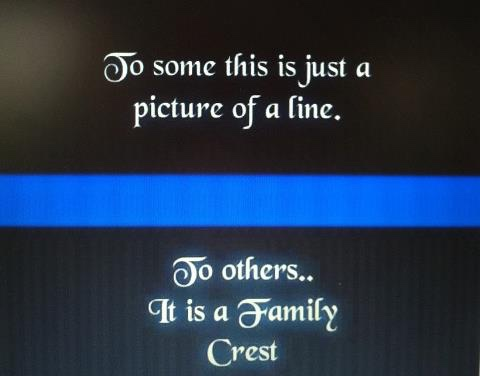 To some this is just a
picture of a line.
To others..
It is a Family
Crest